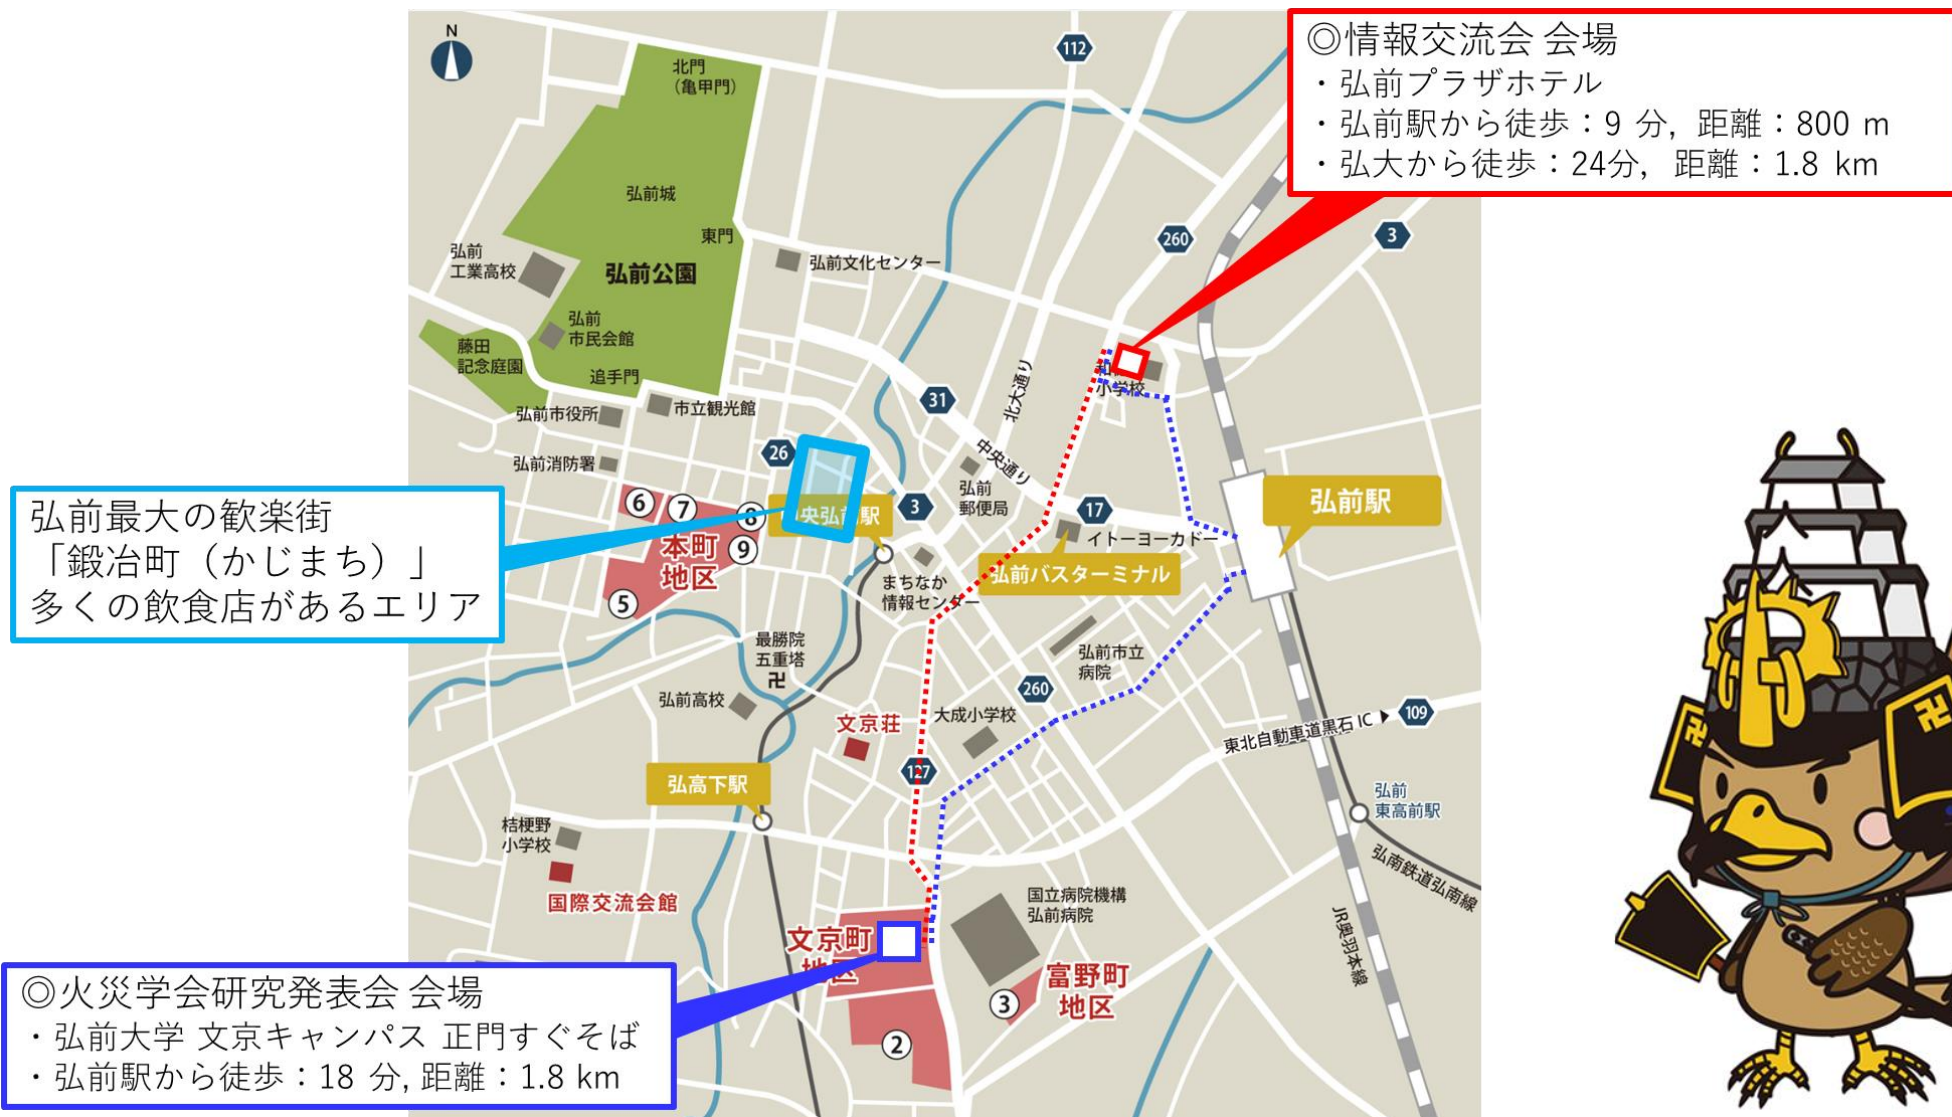 ◎情報交流会 会場
・弘前プラザホテル
・弘前駅から徒歩：9 分, 距離：800 m
・弘大から徒歩：24分, 距離：1.8 km
N
112
北門
（亀甲門）
弘前城
東門
260
3
弘前
工業高校
弘前公園
弘前文化センター
弘前
市民会館
藤田
記念庭園
追手門
小学校
弘前市役所
市立観光館
31
北大通り
中央通り
26
弘前消防署
弘前
郵便局
弘前駅
弘前最大の歓楽街
「鍛冶町（かじまち）」
多くの飲食店があるエリア
⑥
⑦
⑧
⑨
⑤
本町
地区
央弘前駅
3
17
イトーヨーカドー
弘前バスターミナル
まちなか
情報センター
最勝院
五重塔
卍
弘前市立
病院
弘前高校
260
文京荘
大成小学校
109
東北自動車道黒石 IC
127
弘高下駅
弘前
東高前駅
桔梗野
小学校
国際交流会館
弘南鉄道弘南線
国立病院機構
弘前病院
JR奥羽本線
文京町
地区
富野町
地区
③
②
◎火災学会研究発表会 会場
・弘前大学 文京キャンパス 正門すぐそば
・弘前駅から徒歩：18 分, 距離：1.8 km
卍
卍